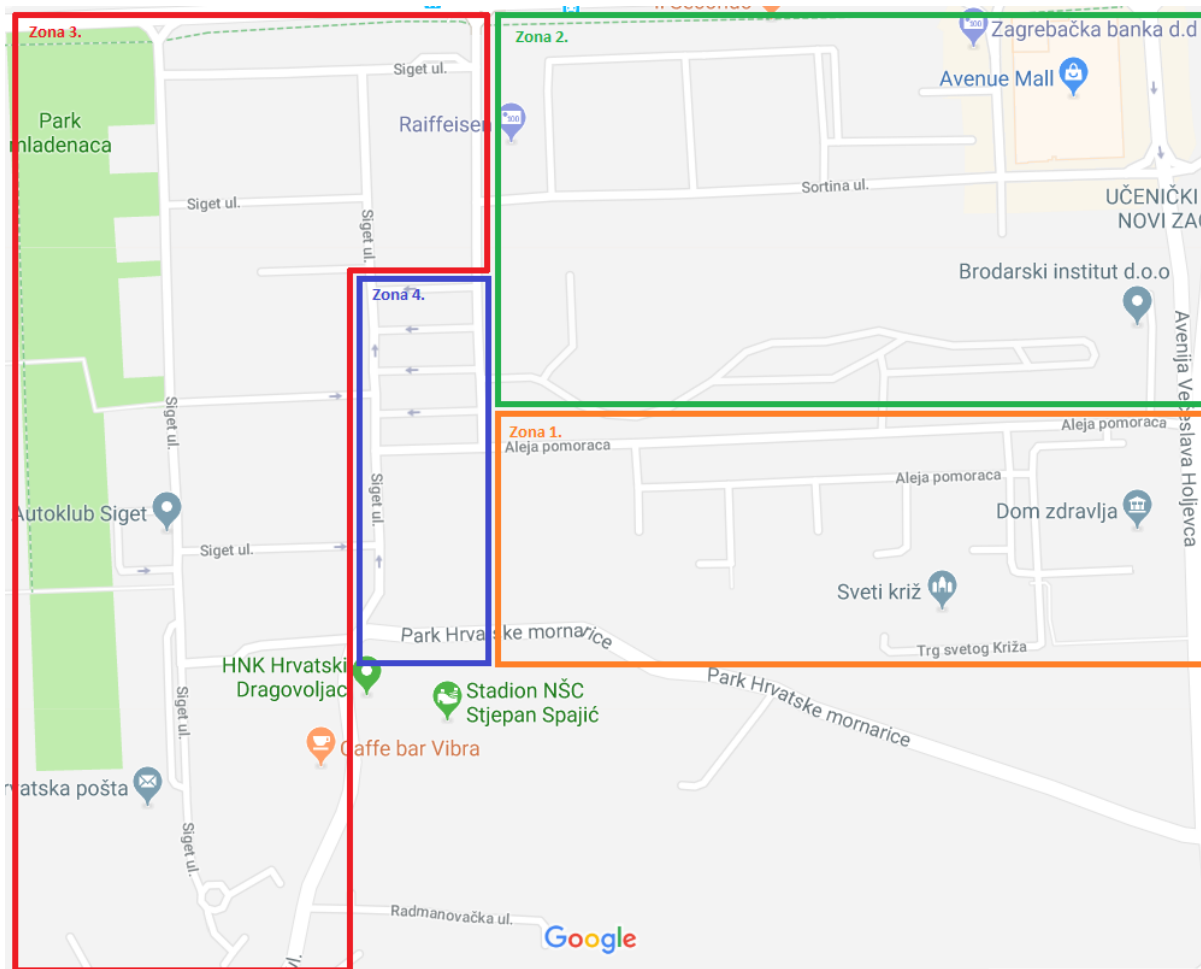 Il Secondo
Zona 3.
Zona 2.
Zagrebačka banka d.d
Siget ul.
Avenue Mall
Park
mladenaca
Raiffeisen
Sortina ul.
Siget ul.
UČENIČKI
NOVI ZAG
Siget ul.
Brodarski institut d.o.o
Zona 4.
Avenija Većeslava Holjevca
Siget ul.
Zona 1.
Aleja pomoraca
Aleja pomoraca
Aleja pomoraca
Siget ul.
Autoklub Siget
Dom zdravlja
Siget ul.
Sveti križ
Park Hrvatske mornarice
Trg svetog Križa
HNK Hrvatski
Dragovoljac
Stadion NŠC
Stjepan Spajić
Park Hrvatske mornarice
Siget ul.
Caffe bar Vibra
rvatska pošta
Siget ul.
Radmanovačka ul.
Google